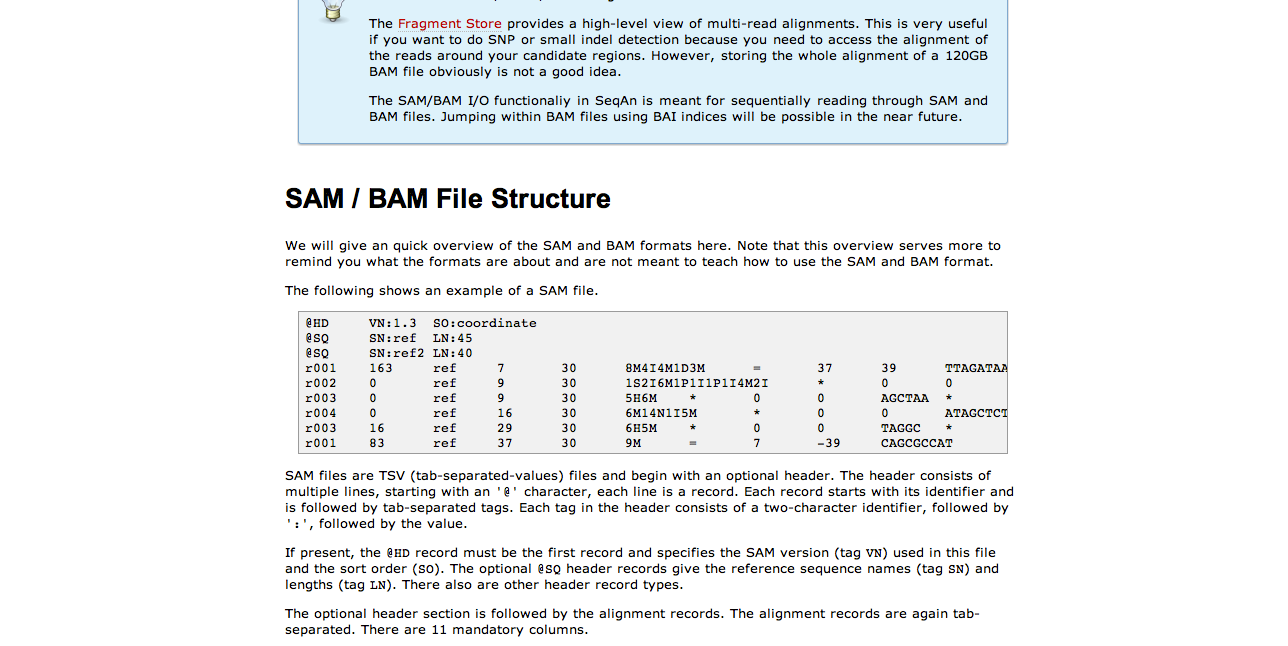 The Fragment Store provides a high-level view of multi-read alignments. This is very useful
if you want to do SNP or small indel detection because you need to access the alignment of
the reads around your candidate regions. However, storing the whole alignment of a 120GB
BAM file obviously is not a good idea.
The SAM/BAM I/O functionaliy in SeqAn is meant for sequentially reading through SAM and
BAM files. Jumping within BAM files using BAI indices will be possible in the near future.
SAM / BAM File Structure
We will give an quick overview of the SAM and BAM formats here. Note that this overview serves more to
remind you what the formats are about and are not meant to teach how to use the SAM and BAM format.
The following shows an example of a SAM file.
@HD VN:1.3 SO:coordinate
@SQ SN:ref LN:45
@SQ SN:ref2 LN:40
r001 163 ref 7 30 8M4I4M1D3M = 37 39 TTAGATAA
r002 0 ref 9 30 1S2I6M1P1I1P1I4M2I * 0 0
r003 0 ref 9 30 5H6M * 0 0 AGCTAA *
r004 0 ref 16 30 6M14N1I5M * 0 0 ATAGCTCT
r003 16 ref 29 30 6H5M * 0 0 TAGGC *
r001 83 ref 37 30 9M = 7 -39 CAGCGCCAT
SAM files are TSV (tab-separated-values) files and begin with an optional header. The header consists of
multiple lines, starting with an '@' character, each line is a record. Each record starts with its identifier and
is followed by tab-separated tags. Each tag in the header consists of a two-character identifier, followed by
':', followed by the value.
If present, the @HD record must be the first record and specifies the SAM version (tag VN) used in this file
and the sort order (SO). The optional @SQ header records give the reference sequence names (tag SN) and
lengths (tag LN). There also are other header record types.
The optional header section is followed by the alignment records. The alignment records are again tab-
separated. There are 11 mandatory columns.